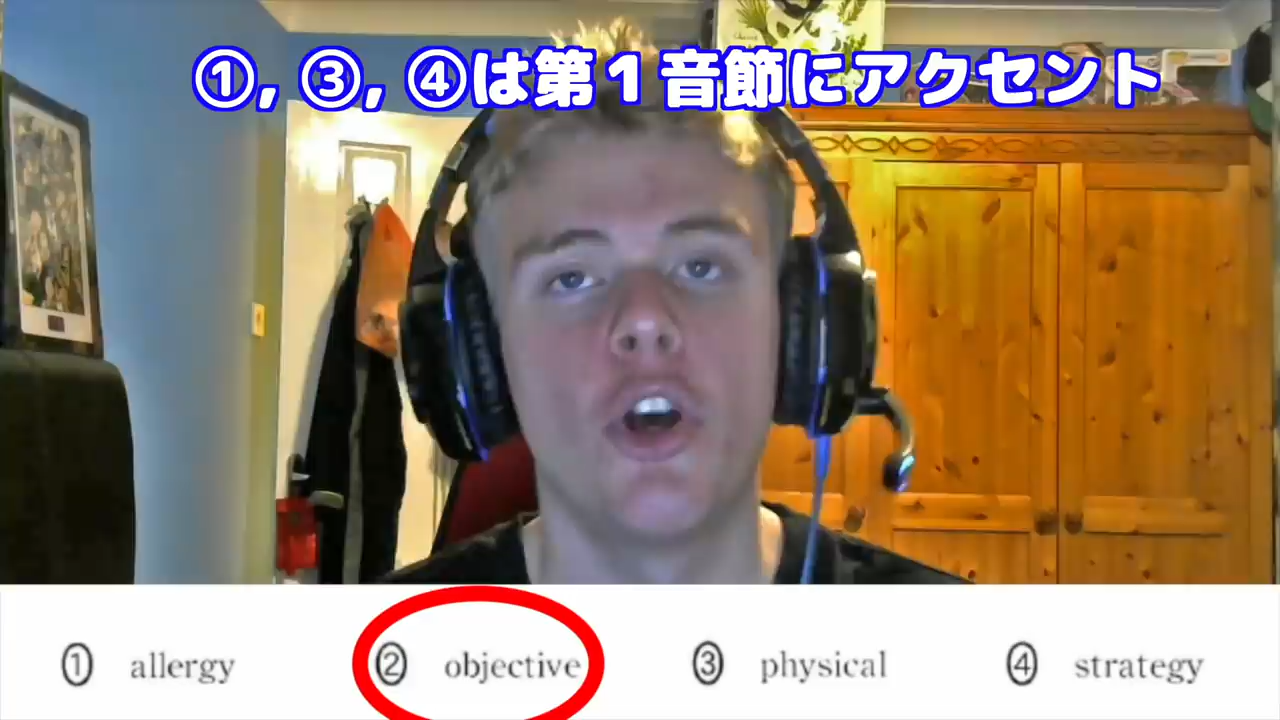 ①, ③, ④は第１音節にアクセント
① allergy ② objective ③ physical ④ strategy